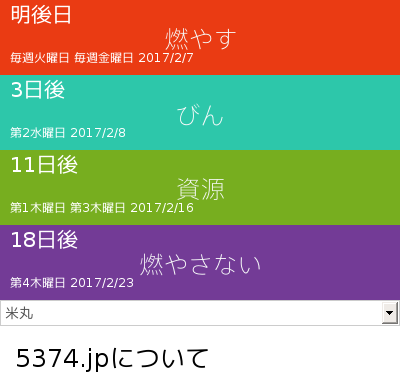 明後日
燃やす
毎週火曜日 毎週金曜日 2017/2/7
3日後
びん
第2水曜日 2017/2/8
11日後
資源
第1木曜日 第3木曜日 2017/2/16
18日後
燃やさない
第4木曜日 2017/2/23
米丸
5374.jpについて